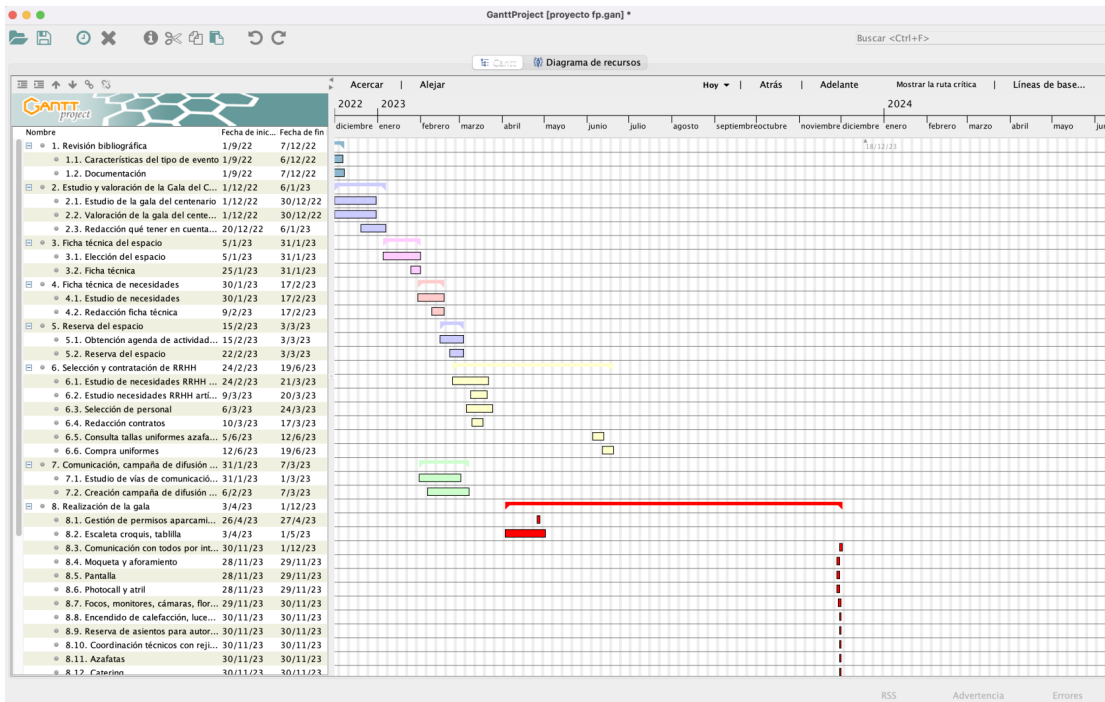 GanttProject [proyecto fp.gan] *
Buscar <Ctrl+F>
Gantt Diagrama de recursos
Acercar | Alejar Hoy | Atrás | Adelante Mostrar la ruta crítica | Líneas de base...
GANTT project
2022 2023 2024
Nombre Fecha de inic... Fecha de fin diciembre enero febrero marzo abril mayo junio julio agosto septiembre octubre noviembre diciembre enero febrero marzo abril mayo jun
18/12/23
1. Revisión bibliográfica 1/9/22 7/12/22
1.1. Características del tipo de evento 1/9/22 6/12/22
1.2. Documentación 1/9/22 7/12/22
2. Estudio y valoración de la Gala del C... 1/12/22 6/1/23
2.1. Estudio de la gala del centenario 1/12/22 30/12/22
2.2. Valoración de la gala del cente... 1/12/22 30/12/22
2.3. Redacción qué tener en cuenta... 20/12/22 6/1/23
3. Ficha técnica del espacio 5/1/23 31/1/23
3.1. Elección del espacio 5/1/23 31/1/23
3.2. Ficha técnica 25/1/23 31/1/23
4. Ficha técnica de necesidades 30/1/23 17/2/23
4.1. Estudio de necesidades 30/1/23 17/2/23
4.2. Redacción ficha técnica 9/2/23 17/2/23
5. Reserva del espacio 15/2/23 3/3/23
5.1. Obtención agenda de actividad... 15/2/23 3/3/23
5.2. Reserva del espacio 22/2/23 3/3/23
6. Selección y contratación de RRHH 24/2/23 19/6/23
6.1. Estudio de necesidades RRHH ... 24/2/23 21/3/23
6.2. Estudio necesidades RRHH artí... 9/3/23 20/3/23
6.3. Selección de personal 6/3/23 24/3/23
6.4. Redacción contratos 10/3/23 17/3/23
6.5. Consulta tallas uniformes azafa... 5/6/23 12/6/23
6.6. Compra uniformes 12/6/23 19/6/23
7. Comunicación, campaña de difusión ... 31/1/23 7/3/23
7.1. Estudio de vías de comunicació... 31/1/23 1/3/23
7.2. Creación campaña de difusión ... 6/2/23 7/3/23
8. Realización de la gala 3/4/23 1/12/23
8.1. Gestión de permisos aparcami... 26/4/23 27/4/23
8.2. Escaleta croquis, tablilla 3/4/23 1/5/23
8.3. Comunicación con todos por int... 30/11/23 1/12/23
8.4. Moqueta y aforamiento 28/11/23 29/11/23
8.5. Pantalla 28/11/23 29/11/23
8.6. Photocall y atril 28/11/23 29/11/23
8.7. Focos, monitores, cámaras, flor... 29/11/23 30/11/23
8.8. Encendido de calefacción, luce... 30/11/23 30/11/23
8.9. Reserva de asientos para autor... 30/11/23 30/11/23
8.10. Coordinación técnicos con reji... 30/11/23 30/11/23
8.11. Azafatas 30/11/23 30/11/23
8.12. Catering 30/11/23 30/11/23
RSS Advertencia Errores